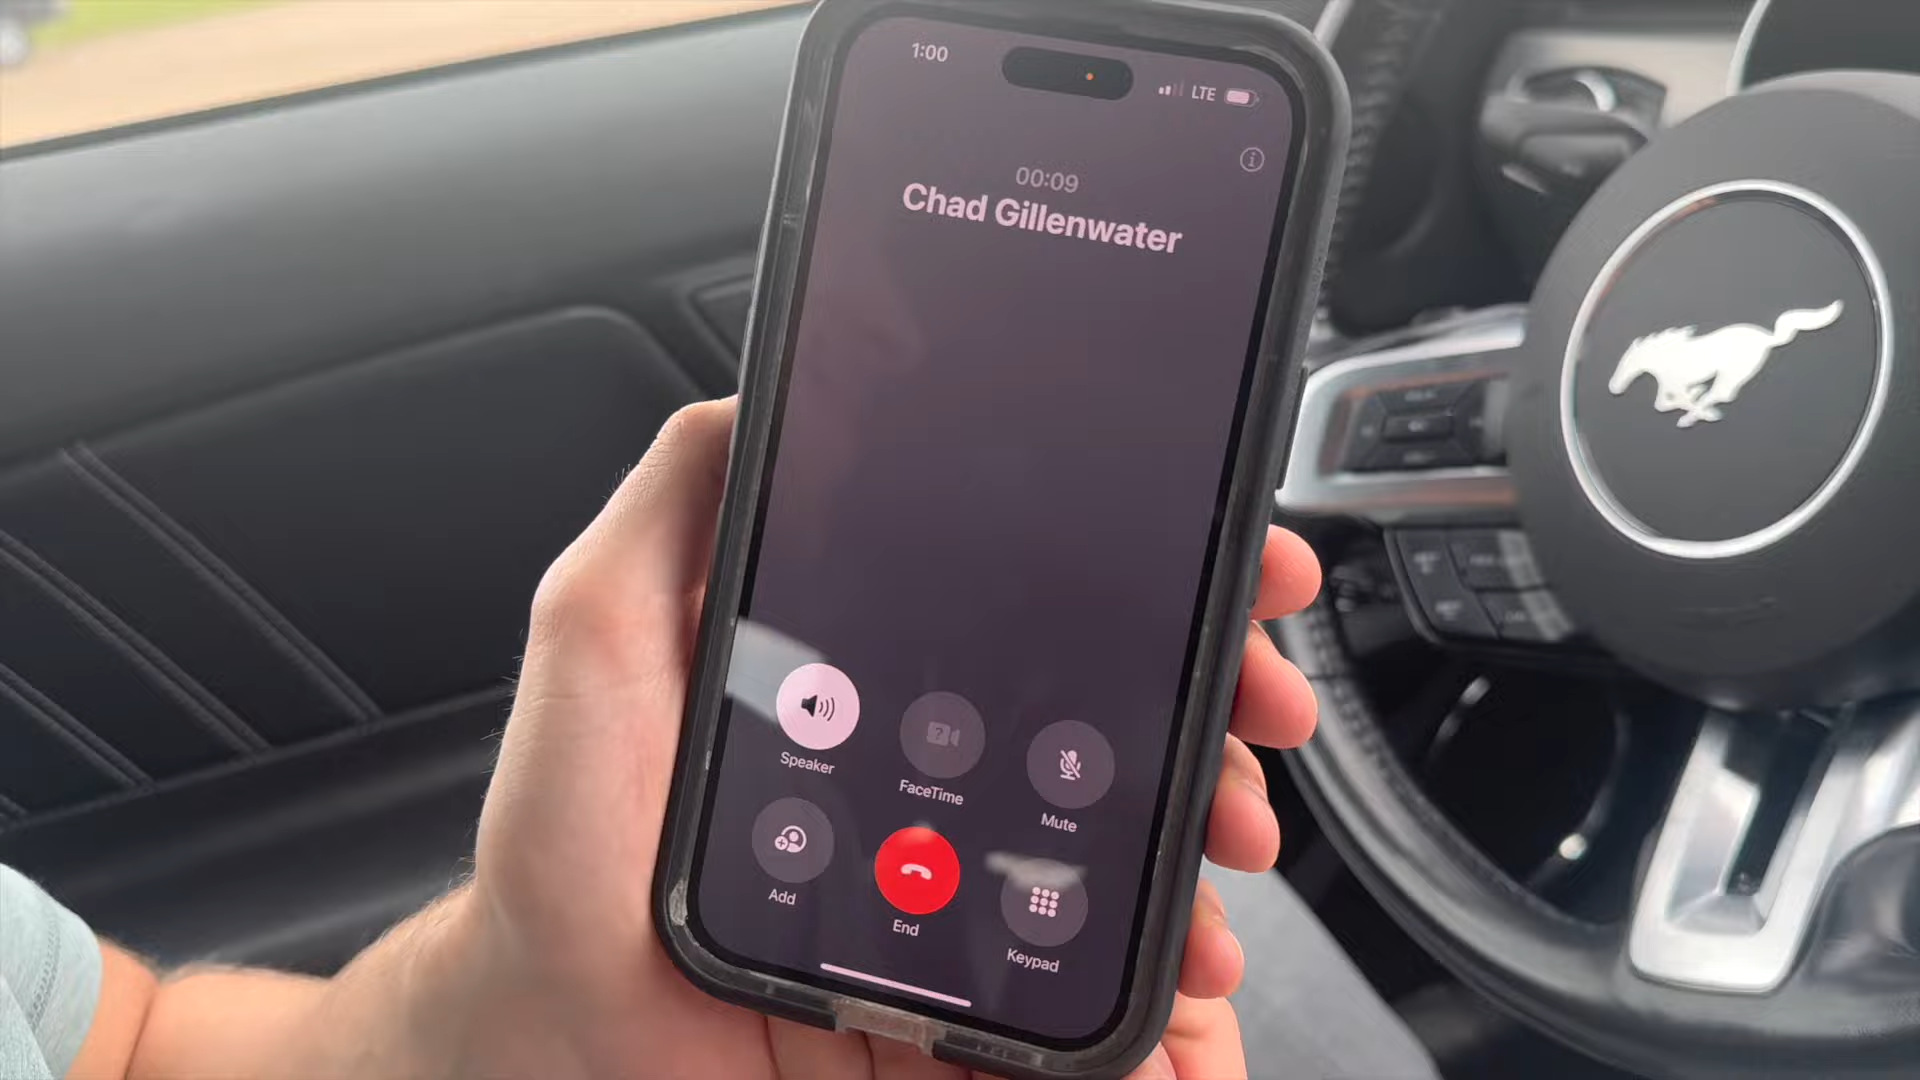 1:00
LTE
00:09
Chad Gillenwater
Speaker
FaceTime
Mute
Add
End
Keypad